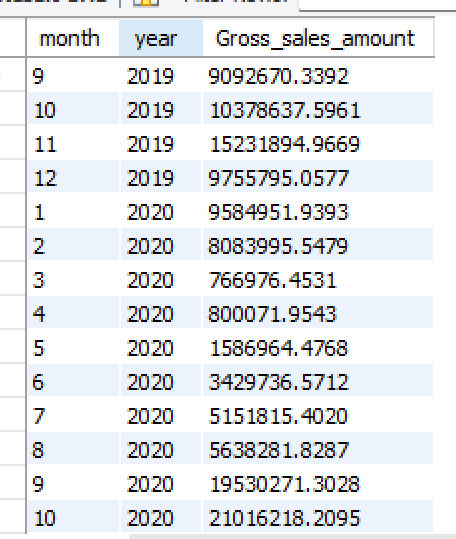 month year Gross_sales_amount
9 2019 9092670.3392
10 2019 10378637.5961
11 2019 15231894.9669
12 2019 9755795.0577
1 2020 9584951.9393
2 2020 8083995.5479
3 2020 766976.4531
4 2020 800071.9543
5 2020 1586964.4768
6 2020 3429736.5712
7 2020 5151815.4020
8 2020 5638281.8287
9 2020 19530271.3028
10 2020 21016218.2095